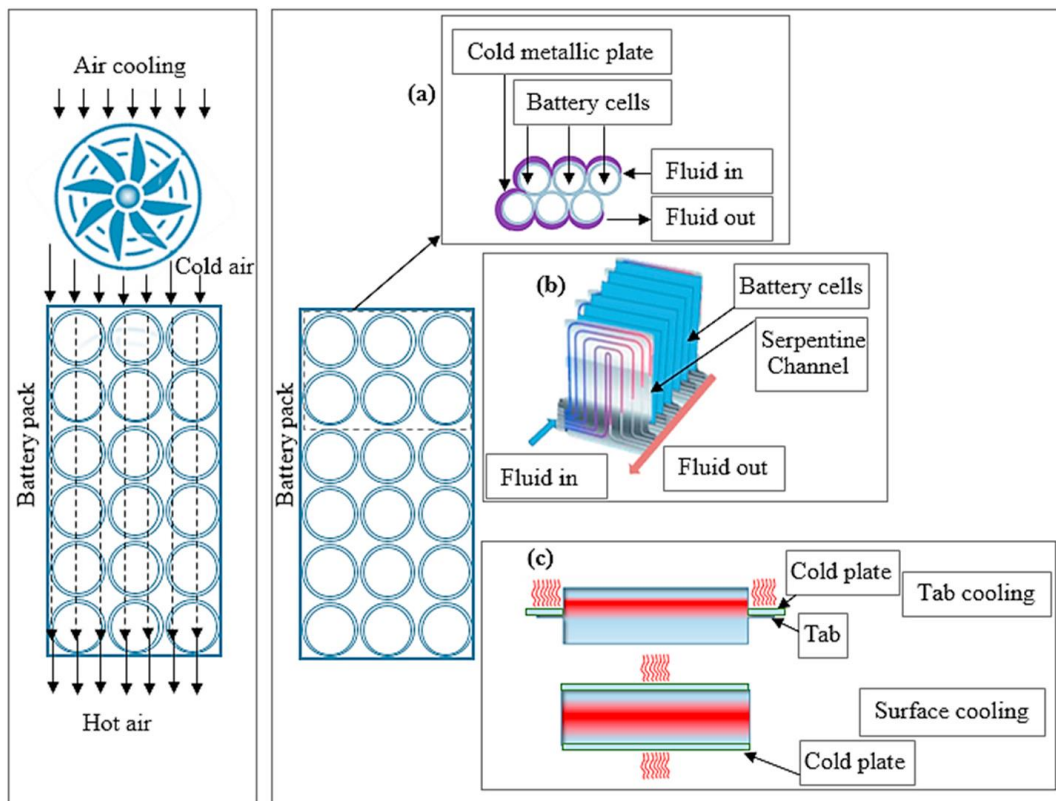 Air cooling
Cold air
Battery pack
Hot air
(a)
Cold metallic plate
Battery cells
Fluid in
Fluid out
Battery pack
(b)
Battery cells
Serpentine
Channel
Fluid in
Fluid out
(c)
Cold plate
Tab cooling
Tab
Surface cooling
Cold plate